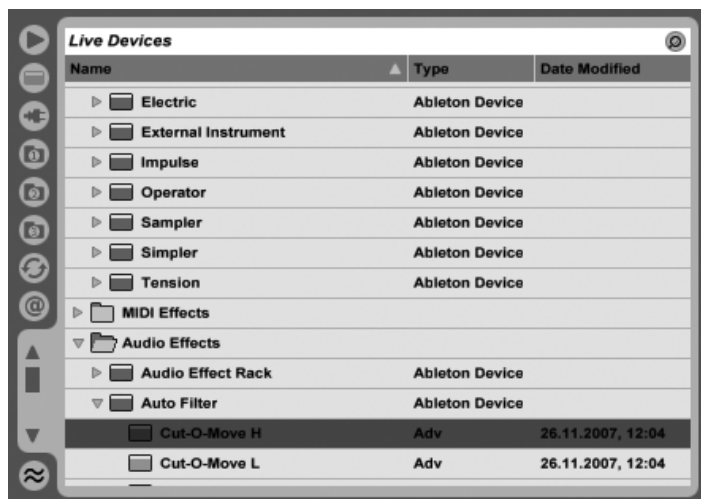 Live Devices
Name Type Date Modified
Electric Ableton Device
External Instrument Ableton Device
Impulse Ableton Device
Operator Ableton Device
Sampler Ableton Device
Simpler Ableton Device
Tension Ableton Device
MIDI Effects
Audio Effects
Audio Effect Rack Ableton Device
Auto Filter Ableton Device
Cut-O-Move H Adv 26.11.2007, 12:04
Cut-O-Move L Adv 26.11.2007, 12:04
1
2
3
@